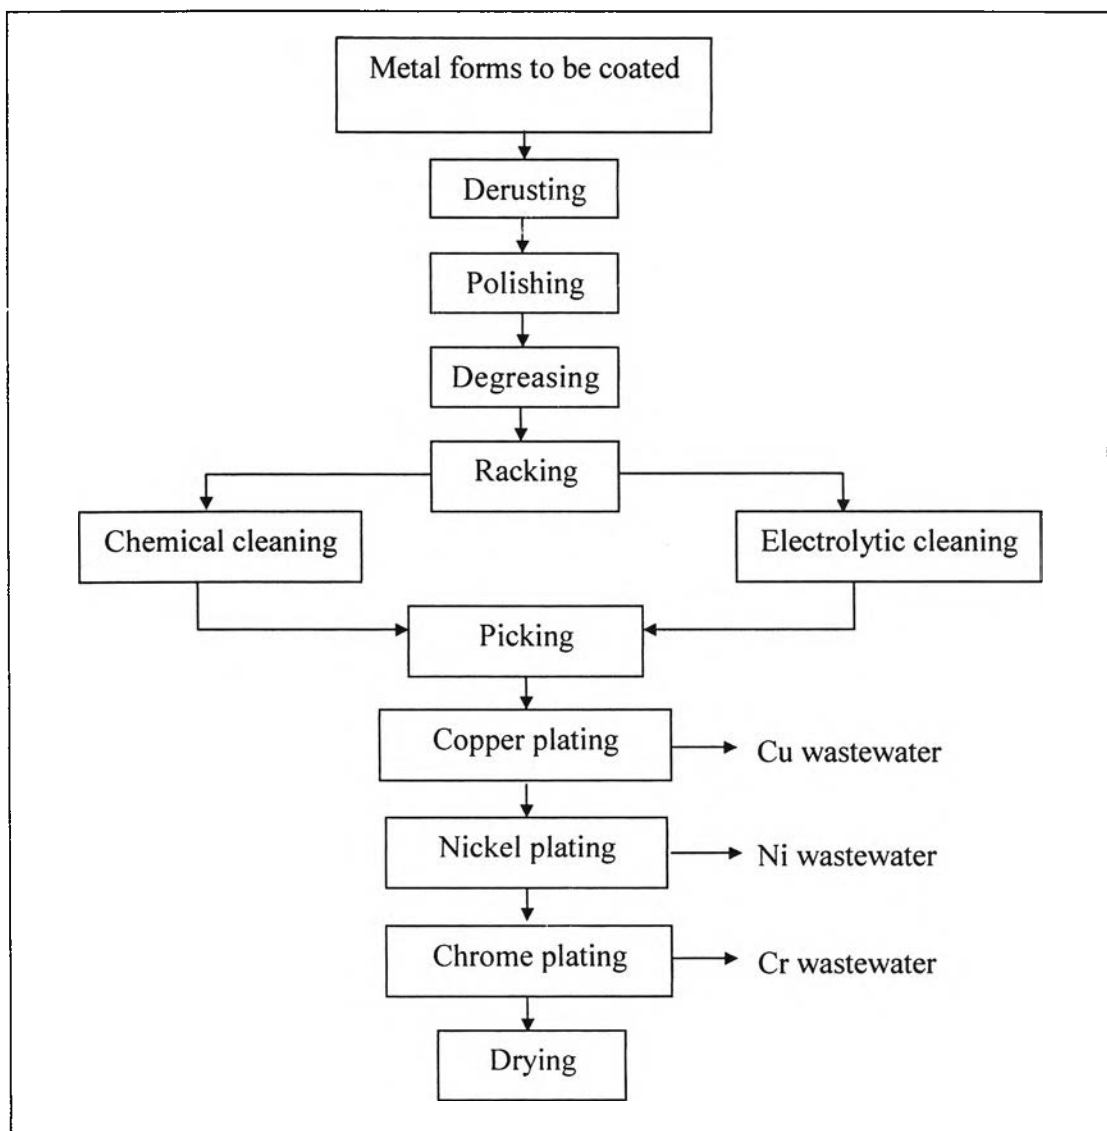 Metal forms to be coated
Derusting
Polishing
Degreasing
Racking
Chemical cleaning
Electrolytic cleaning
Picking
Copper plating
Cu wastewater
Nickel plating
Ni wastewater
Chrome plating
Cr wastewater
Drying